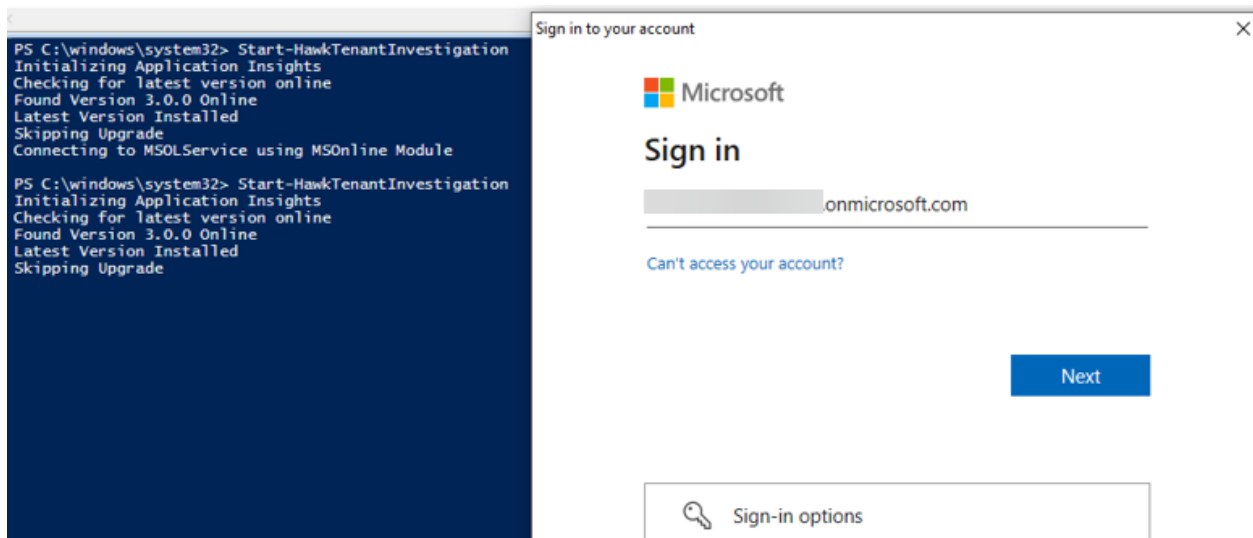 PS C:\windows\system32> Start-HawkTenantInvestigation
Initializing Application Insights
Checking for latest version online
Found Version 3.0.0 Online
Latest Version Installed
Skipping Upgrade
Connecting to MSOLService using MSOnline Module
PS C:\windows\system32> Start-HawkTenantInvestigation
Initializing Application Insights
Checking for latest version online
Found Version 3.0.0 Online
Latest Version Installed
Skipping Upgrade
Sign in to your account
Microsoft
Sign in
.onmicrosoft.com
Can't access your account?
Next
Sign-in options